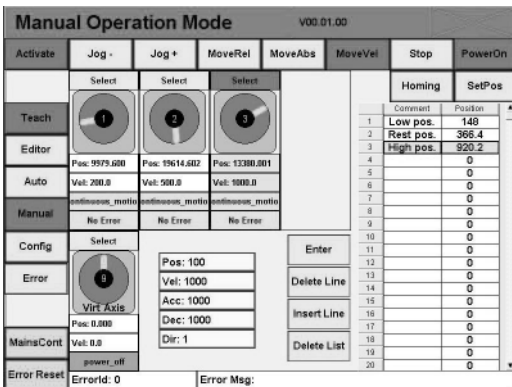 Manual Operation Mode V00.01.00
Activate Jog - Jog + MoveRel MoveAbs MoveVel Stop PowerOn
Select Select Select Homing SetPos
Comment Position
Teach 1 2 3
1 Low pos. 148
2 Rest pos. 366.4
3 High pos. 920.2
Editor
4 0
Pos: 9979.600 Pos: 19614.602 Pos: 13380.001
5 0
Auto Vel: 200.0 Vel: 500.0 Vel: 1000.0
6 0
ontinuous_motio ontinuous_motio ontinuous_motio
7 0
Manual
8 0
No Error No Error No Error
9 0
Config Select Enter
10 0
11 0
Pos: 100
12 0
Error 9 Vel: 1000 Delete Line
13 0
14 0
Virt Axis Acc: 1000
15 0
Pos: 0.000 Dec: 1000 Insert Line
16 0
17 0
MainsCont Vel: 0.0 Dir: 1 Delete List
18 0
19 0
power_off
20 0
Error Reset ErrorId: 0 Error Msg: